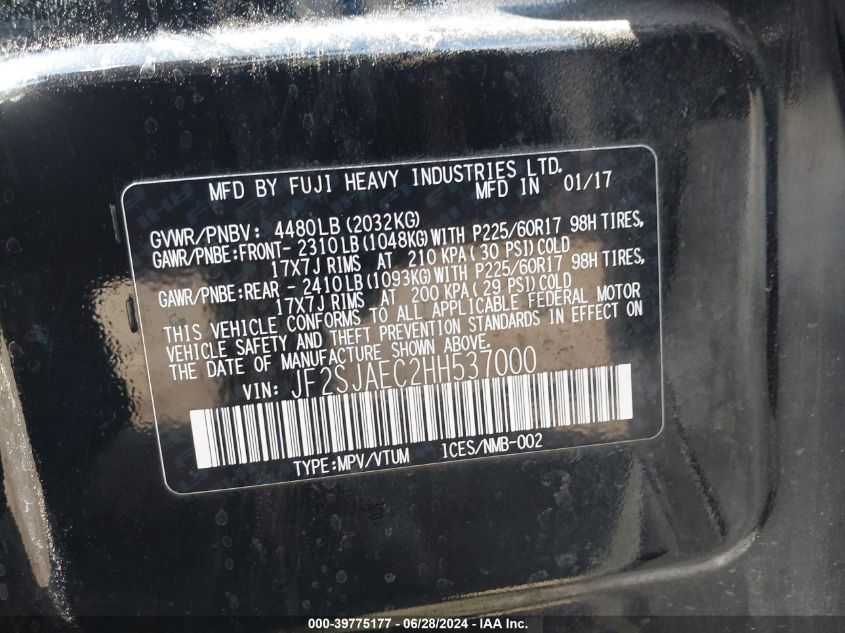 MFD BY FUJI HEAVY INDUSTRIES LTD.
MFD IN 01/17
GVWR/PNBV: 4480LB (2032KG)
GAWR/PNBE:FRONT- 2310LB (1048KG) WITH P225/60R17 98H TIRES,
17X7J RIMS AT 210 KPA ( 30 PSI) COLD
GAWR/PNBE:REAR - 2410LB (1093KG) WITH P225/60R17 98H TIRES,
17X7J RIMS AT 200 KPA ( 29 PSI) COLD
THIS VEHICLE CONFORMS TO ALL APPLICABLE FEDERAL MOTOR
VEHICLE SAFETY AND THEFT PREVENTION STANDARDS IN EFFECT ON
THE DATE OF MANUFACTURE SHOWN ABOVE.
VIN: JF2SJAEC2HH537000
TYPE:MPV/VTUM ICES/NMB-002
000-39775177 - 06/28/2024 - IAA Inc.